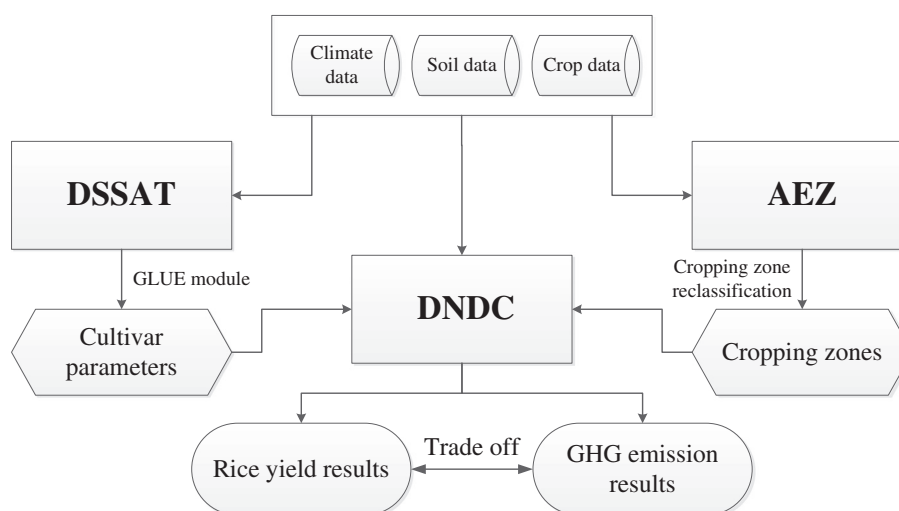 Climate
data
Soil data
Crop data
DSSAT
AEZ
GLUE module
Cropping zone
reclassification
DNDC
Cultivar
parameters
Cropping zones
Rice yield results
Trade off
GHG emission
results